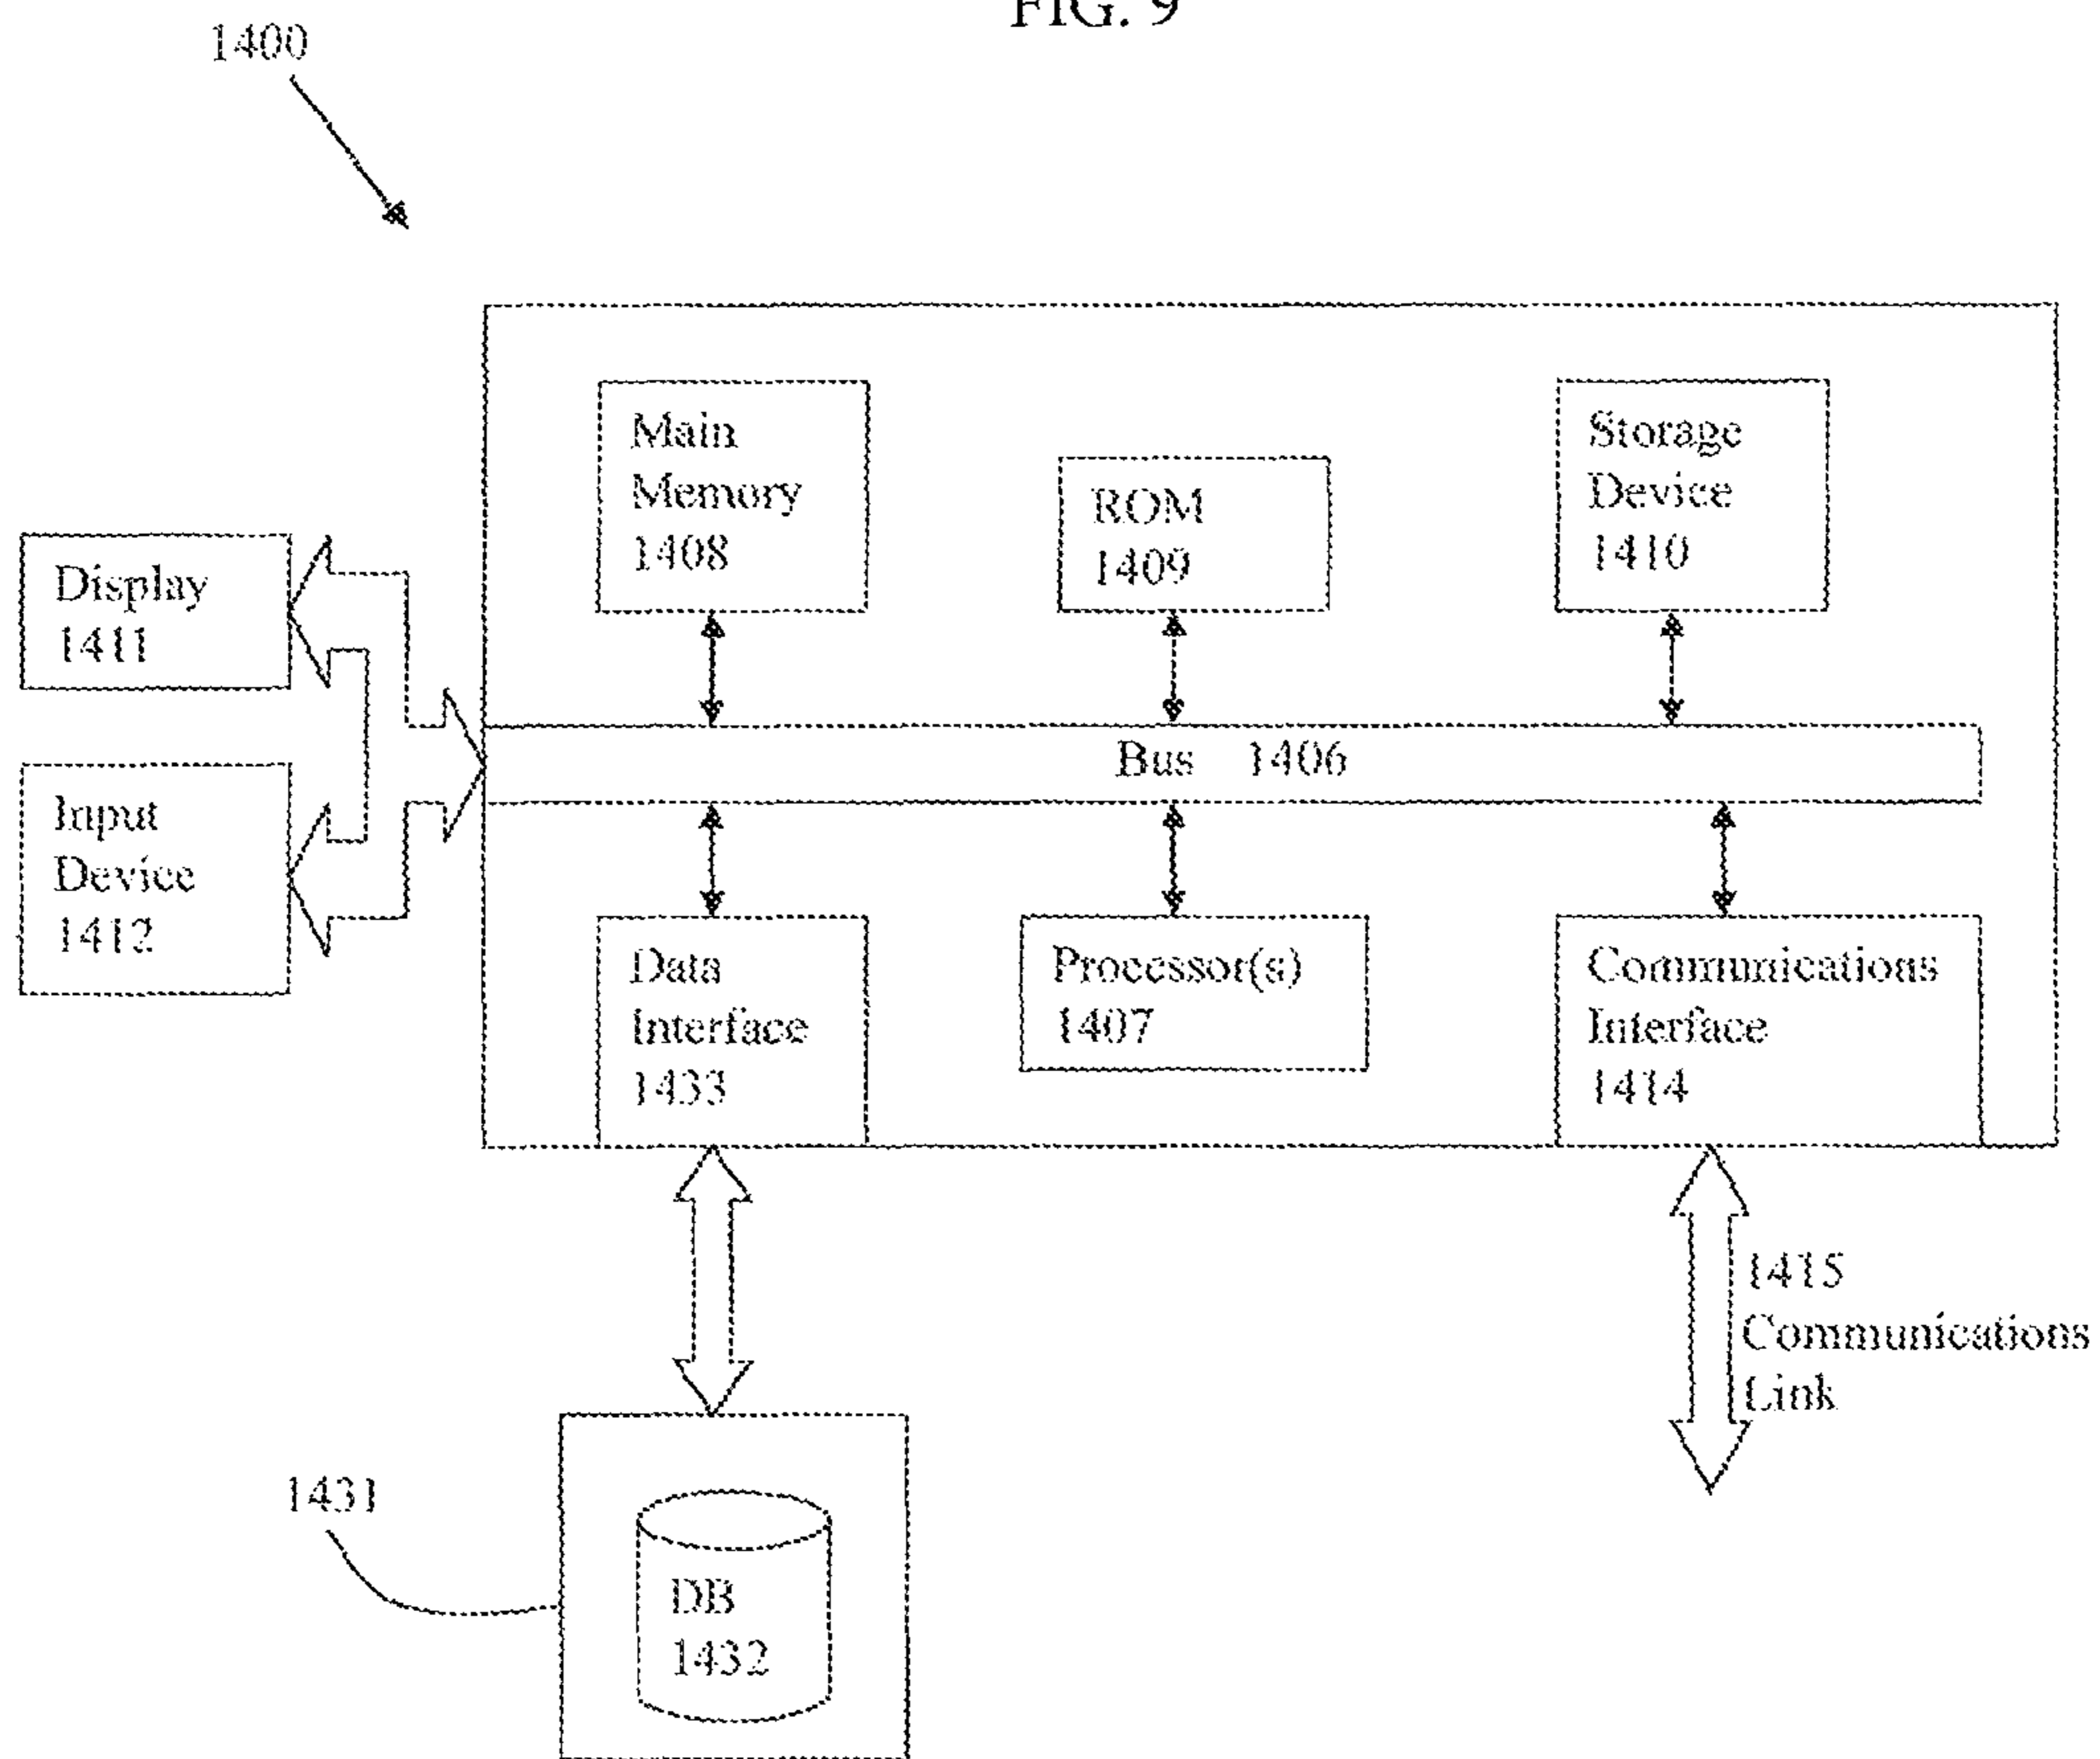 FIG. 9
1400
Main
Memory
1408
ROM
1409
Storage
Device
1410
Display
1411
Bus 1406
Input
Device
1412
Data
Interface
1433
Processor(s)
1407
Communications
Interface
1414
1415
Communications
Link
1431
DB
1432